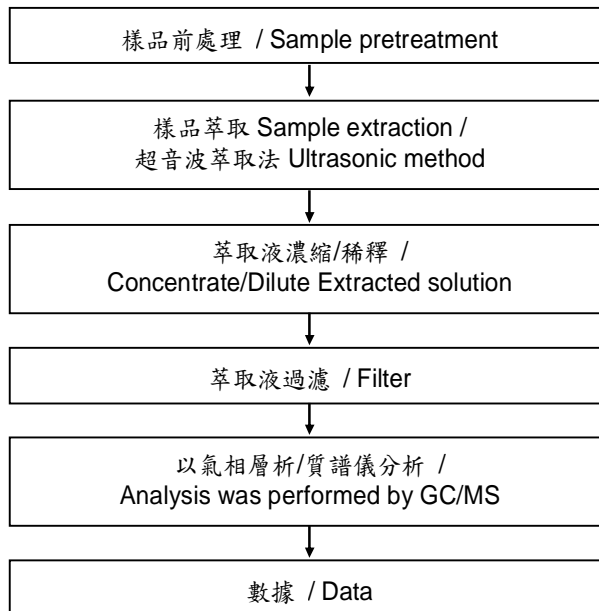 樣品前處理 / Sample pretreatment
樣品萃取 Sample extraction /
超音波萃取法 Ultrasonic method
萃取液濃縮/稀釋 /
Concentrate/Dilute Extracted solution
萃取液過濾 / Filter
以氣相層析/質譜儀分析 /
Analysis was performed by GC/MS
數據 / Data